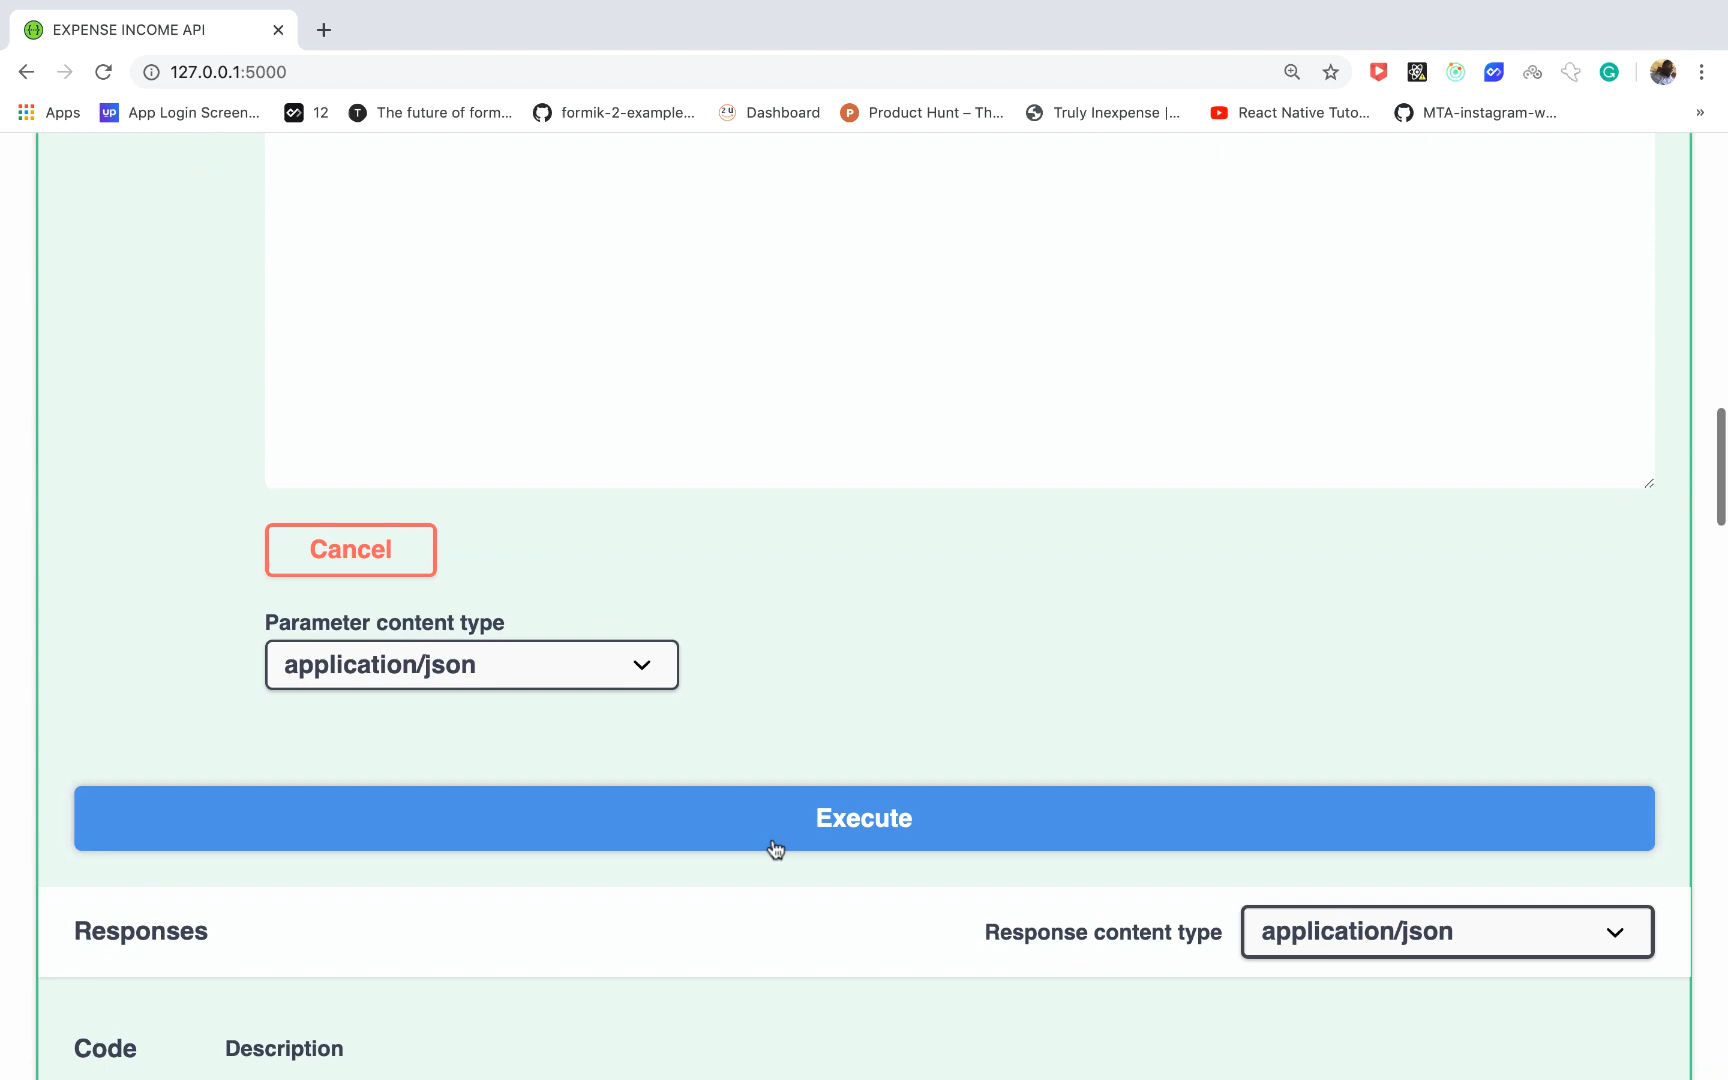 EXPENSE INCOME API
127.0.0.1:5000
Apps
up
App Login Screen...
12
T
The future of form...
formik-2-example...
2U
Dashboard
P
Product Hunt – Th...
Truly Inexpense |...
React Native Tuto...
MTA-instagram-w...
»
Cancel
Parameter content type
application/json
Execute
Responses
Response content type
application/json
Code
Description